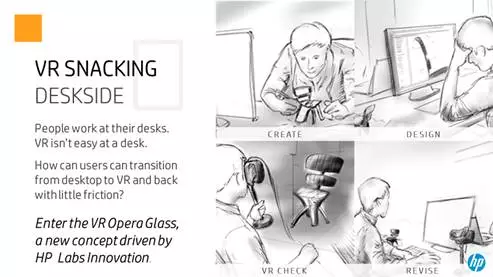 VR SNACKING
DESKSIDE
People work at their desks.
VR isn't easy at a desk.
How can users can transition
from desktop to VR and back
with little friction?
Enter the VR Opera Glass,
a new concept driven by
HP Labs Innovation.
CREATE
DESIGN
VR CHECK
REVISE
hp